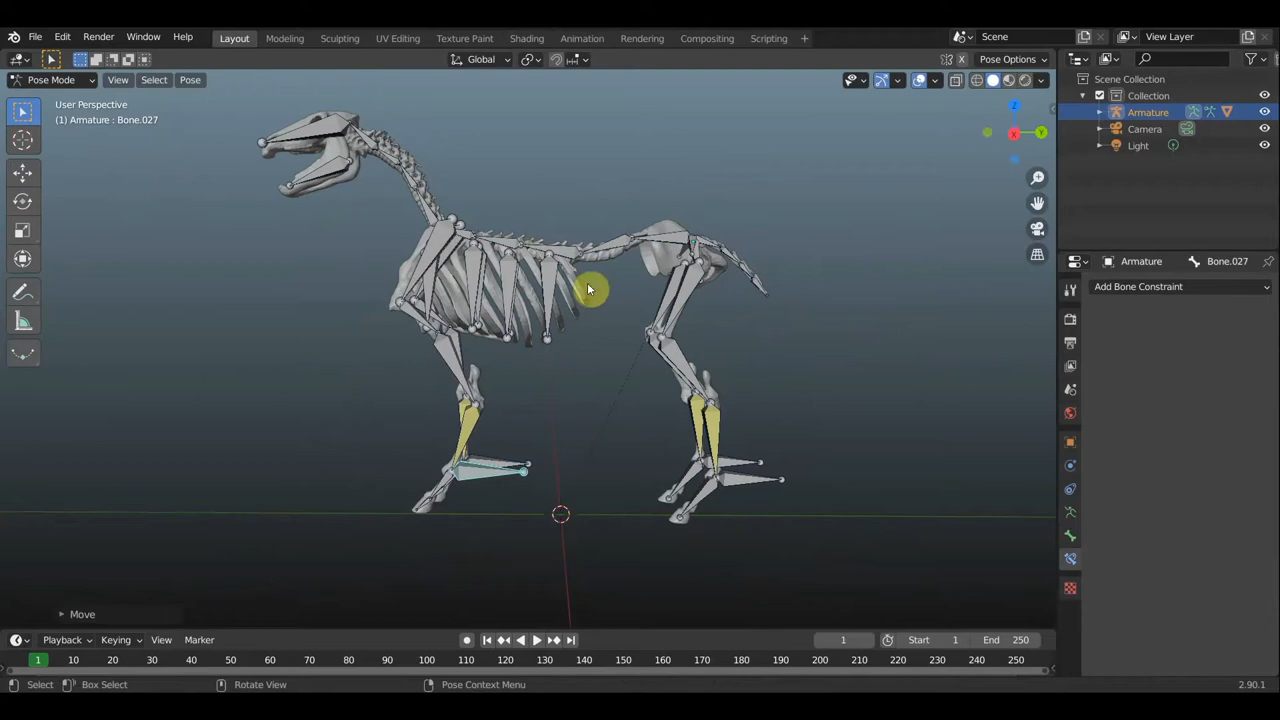 File Edit Render Window Help Layout Modeling Sculpting UV Editing Texture Paint Shading Animation Rendering Compositing Scripting + Scene View Layer
Global Pose Options
Pose Mode View Select Pose
X
User Perspective
(1) Armature : Bone.027
Z
Y
X
Move
Scene Collection
Collection
Armature
Camera
Light
Armature Bone.027
Add Bone Constraint
Playback Keying View Marker 1 Start 1 End 250
1 10 20 30 40 50 60 70 80 90 100 110 120 130 140 150 160 170 180 190 200 210 220 230 240 250
Select Box Select Rotate View Pose Context Menu 2.90.1